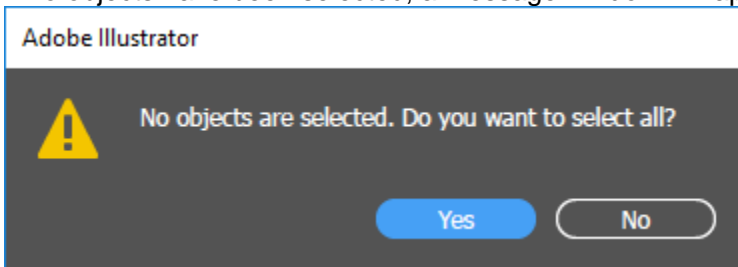 Adobe Illustrator
No objects are selected. Do you want to select all?
Yes
No